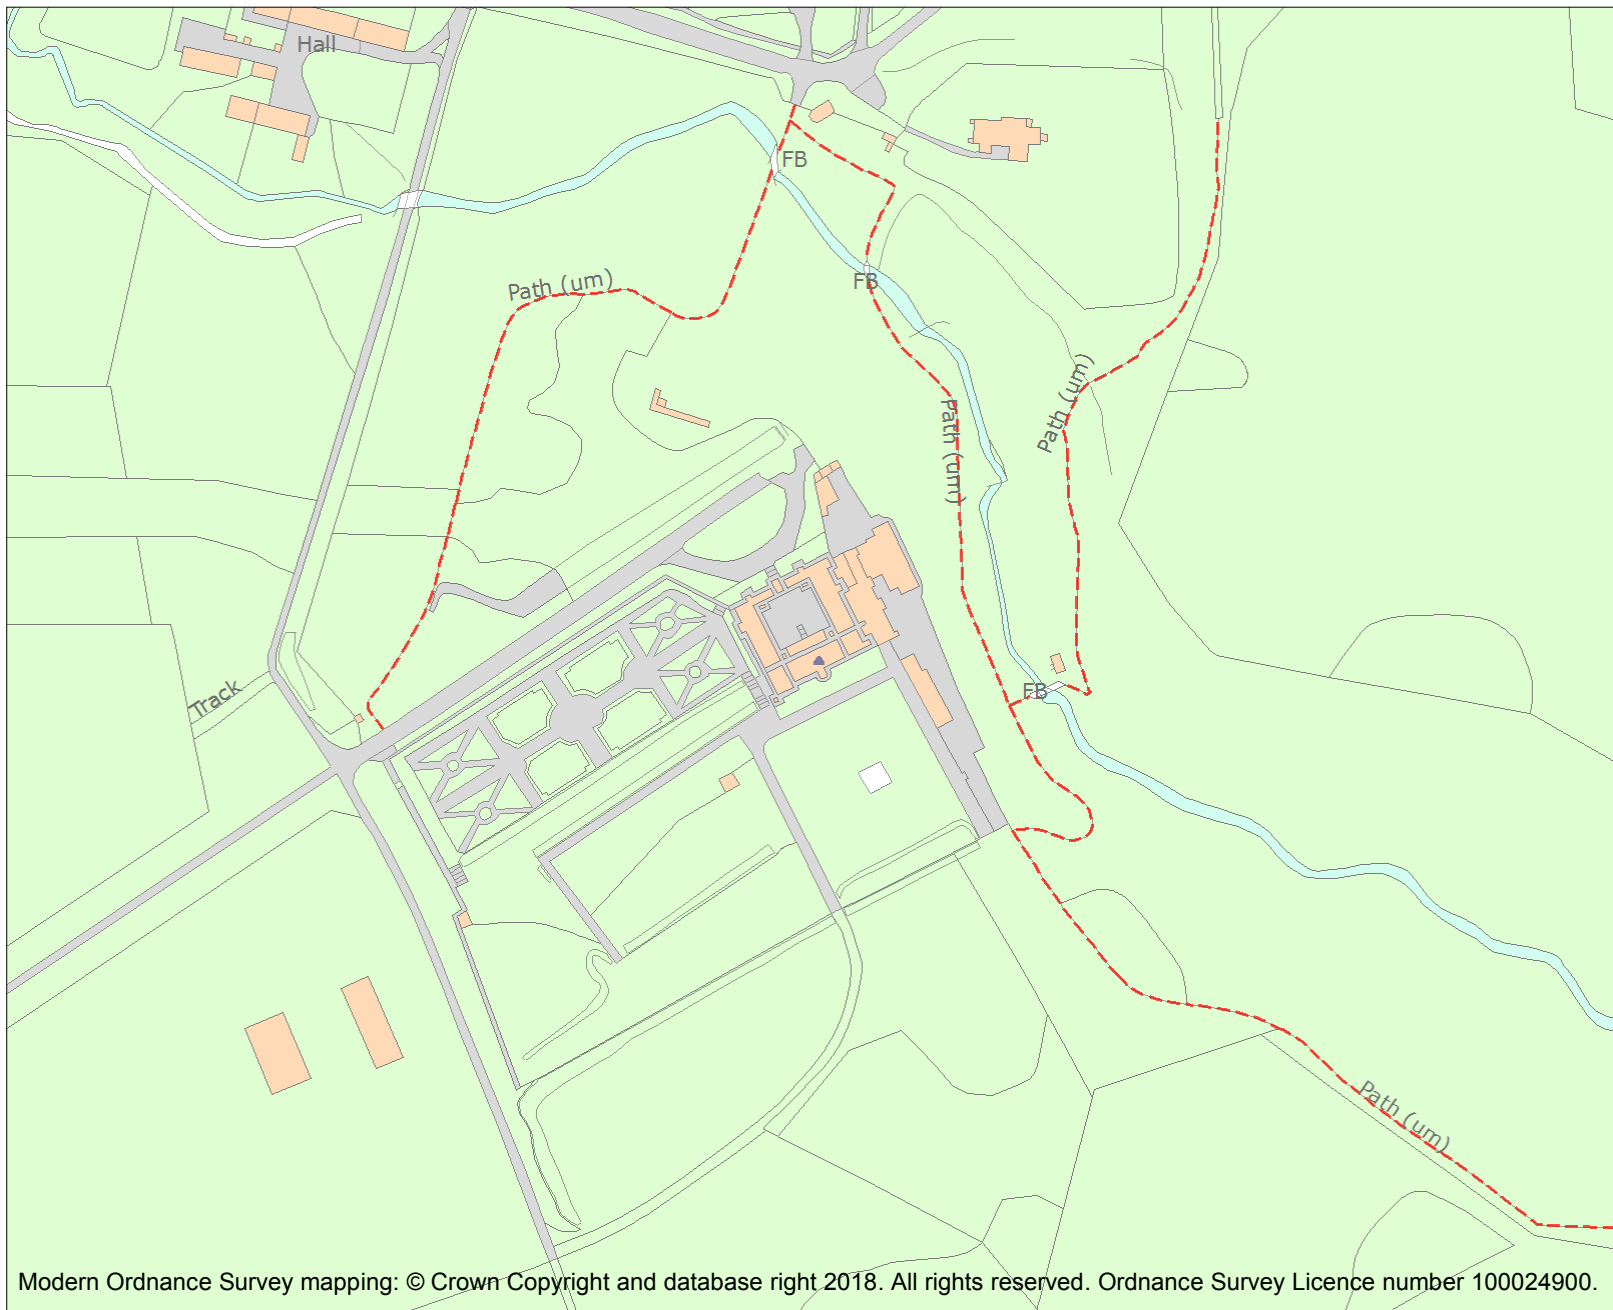 Hall
FB
FB
Path (um)
Path (um)
Path (um)
FB
Track
Path (um)
Modern Ordnance Survey mapping: © Crown Copyright and database right 2018. All rights reserved. Ordnance Survey Licence number 100024900.